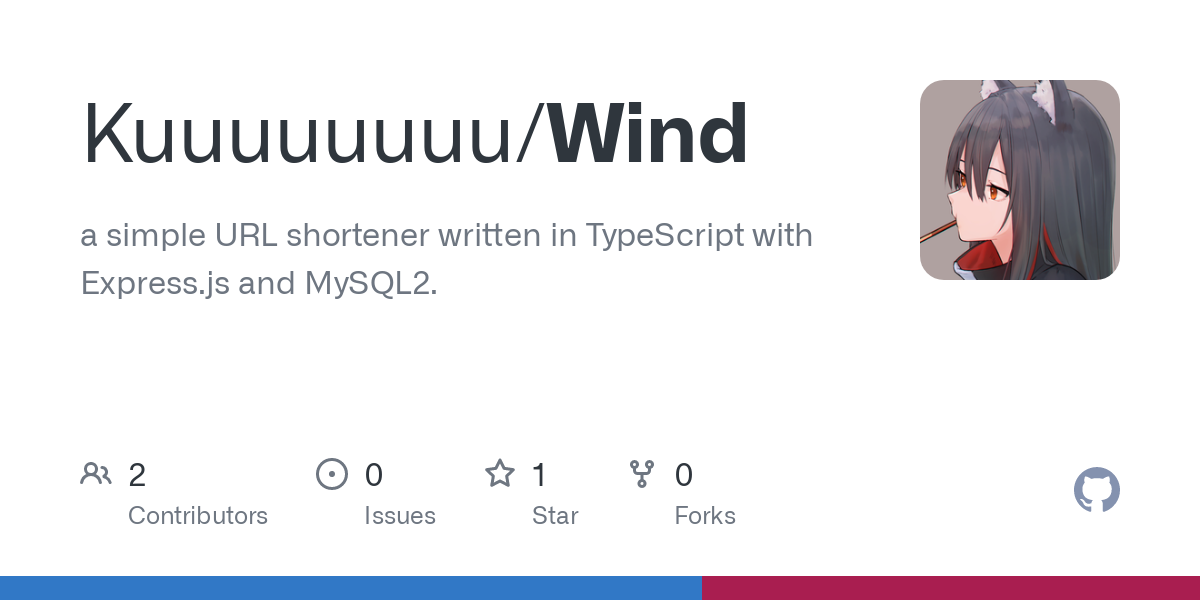 Kuuuuuuuu/Wind
a simple URL shortener written in TypeScript with
Express.js and MySQL2.
2 0 1 0
Contributors Issues Star Forks